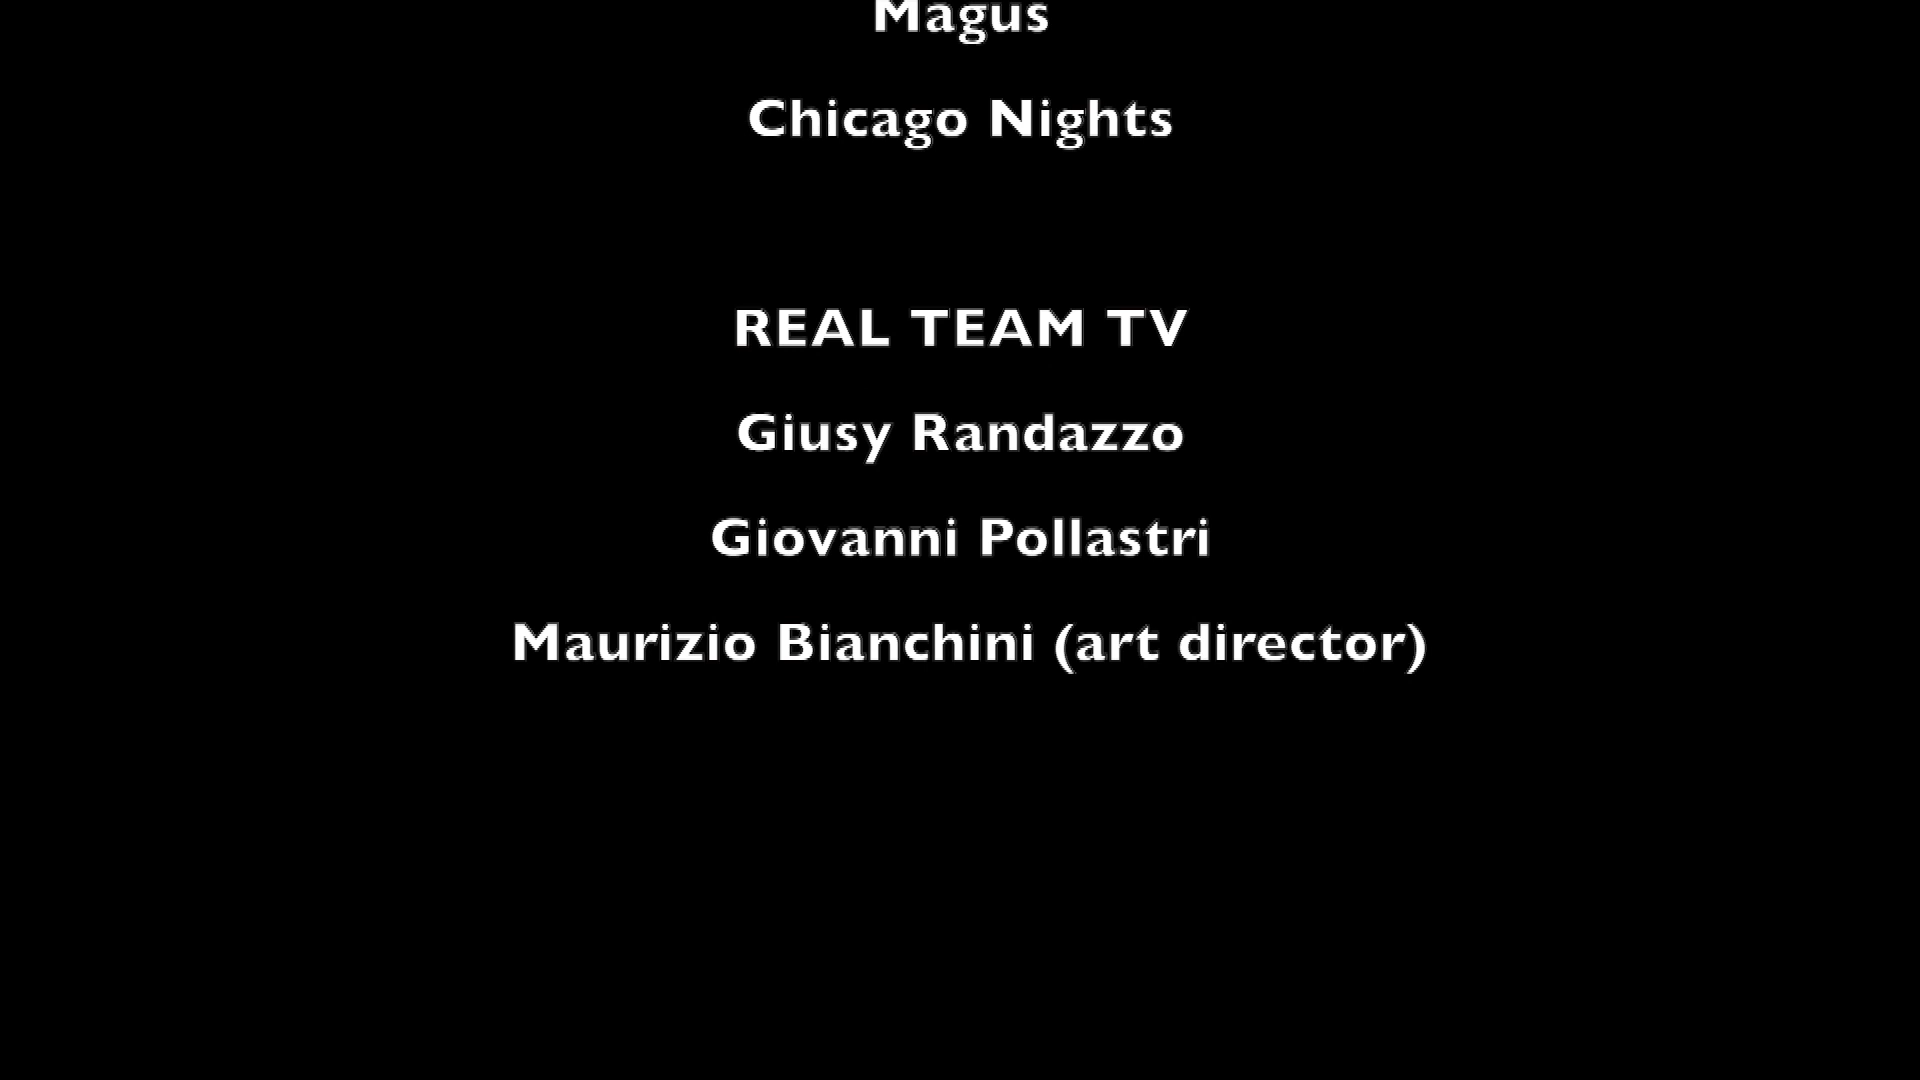 Magus
Chicago Nights
REAL TEAM TV
Giusy Randazzo
Giovanni Pollastri
Maurizio Bianchini (art director)